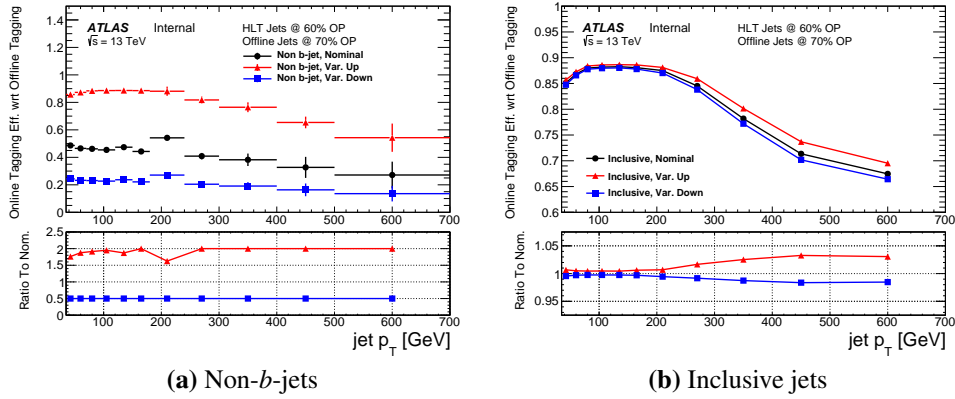 Online Tagging Eff. wrt Offline Tagging
1.4
1.2
1
0.8
0.6
0.4
0.2
0
ATLAS Internal
√s = 13 TeV
HLT Jets @ 60% OP
Offline Jets @ 70% OP
Non b-jet, Nominal
Non b-jet, Var. Up
Non b-jet, Var. Down
100 200 300 400 500 600 700
Ratio To Nom.
2.5
2
1.5
1
0.5
0
100 200 300 400 500 600 700
jet p_T [GeV]
(a) Non-b-jets
Online Tagging Eff. wrt Offline Tagging
1
0.95
0.9
0.85
0.8
0.75
0.7
0.65
0.6
ATLAS Internal
√s = 13 TeV
HLT Jets @ 60% OP
Offline Jets @ 70% OP
Inclusive, Nominal
Inclusive, Var. Up
Inclusive, Var. Down
100 200 300 400 500 600 700
Ratio To Nom.
1.05
1
0.95
100 200 300 400 500 600 700
jet p_T [GeV]
(b) Inclusive jets